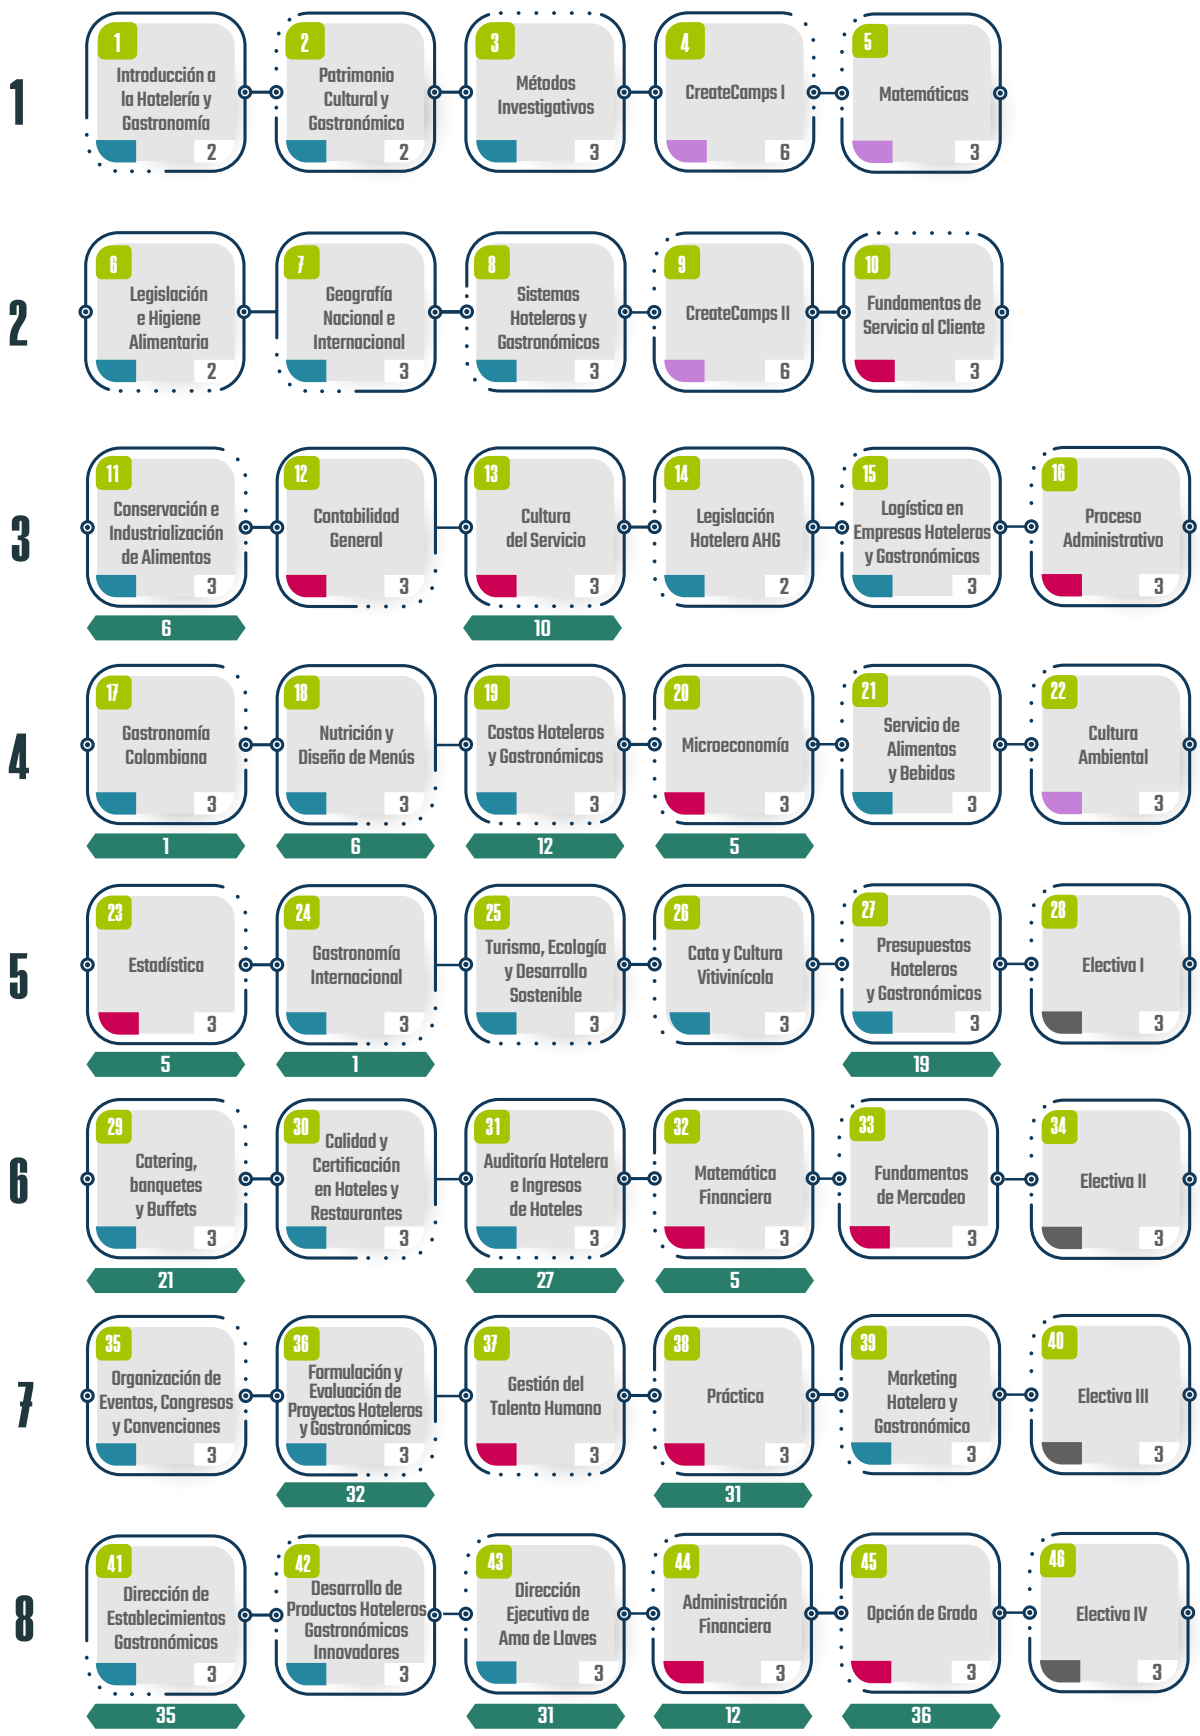 1
1
Introducción a
la Hotelería y
Gastronomía
2
2
Patrimonio
Cultural y
Gastronómico
2
3
Métodos
Investigativos
3
4
CreateCamps I
6
5
Matemáticas
3
2
6
Legislación
e Higiene
Alimentaria
2
7
Geografía
Nacional e
Internacional
3
8
Sistemas
Hoteleros y
Gastronómicos
3
9
CreateCamps II
6
10
Fundamentos de
Servicio al Cliente
3
3
11
Conservación e
Industrialización
de Alimentos
3
6
12
Contabilidad
General
3
13
Cultura
del Servicio
3
10
14
Legislación
Hotelera AHG
2
15
Logística en
Empresas Hoteleras
y Gastronómicas
3
16
Proceso
Administrativo
3
4
17
Gastronomía
Colombiana
3
1
18
Nutrición y
Diseño de Menús
3
6
19
Costos Hoteleros
y Gastronómicos
3
12
20
Microeconomía
3
5
21
Servicio de
Alimentos
y Bebidas
3
22
Cultura
Ambiental
3
5
23
Estadística
3
5
24
Gastronomía
Internacional
3
1
25
Turismo, Ecología
y Desarrollo
Sostenible
3
26
Cata y Cultura
Vitivinícola
3
27
Presupuestos
Hoteleros
y Gastronómicos
3
19
28
Electiva I
3
6
29
Catering,
banquetes
y Buffets
3
21
30
Calidad y
Certificación
en Hoteles y
Restaurantes
3
31
Auditoría Hotelera
e Ingresos
de Hoteles
3
27
32
Matemática
Financiera
3
5
33
Fundamentos
de Mercadeo
3
34
Electiva II
3
7
35
Organización de
Eventos, Congresos
y Convenciones
3
36
Formulación y
Evaluación de
Proyectos Hoteleros
y Gastronómicos
3
32
37
Gestión del
Talento Humano
3
38
Práctica
3
31
39
Marketing
Hotelero y
Gastronómico
3
40
Electiva III
3
8
41
Dirección de
Establecimientos
Gastronómicos
3
35
42
Desarrollo de
Productos Hoteleros
Gastronómicos
Innovadores
3
43
Dirección
Ejecutiva de
Ama de Llaves
3
31
44
Administración
Financiera
3
12
45
Opción de Grado
3
36
46
Electiva IV
3